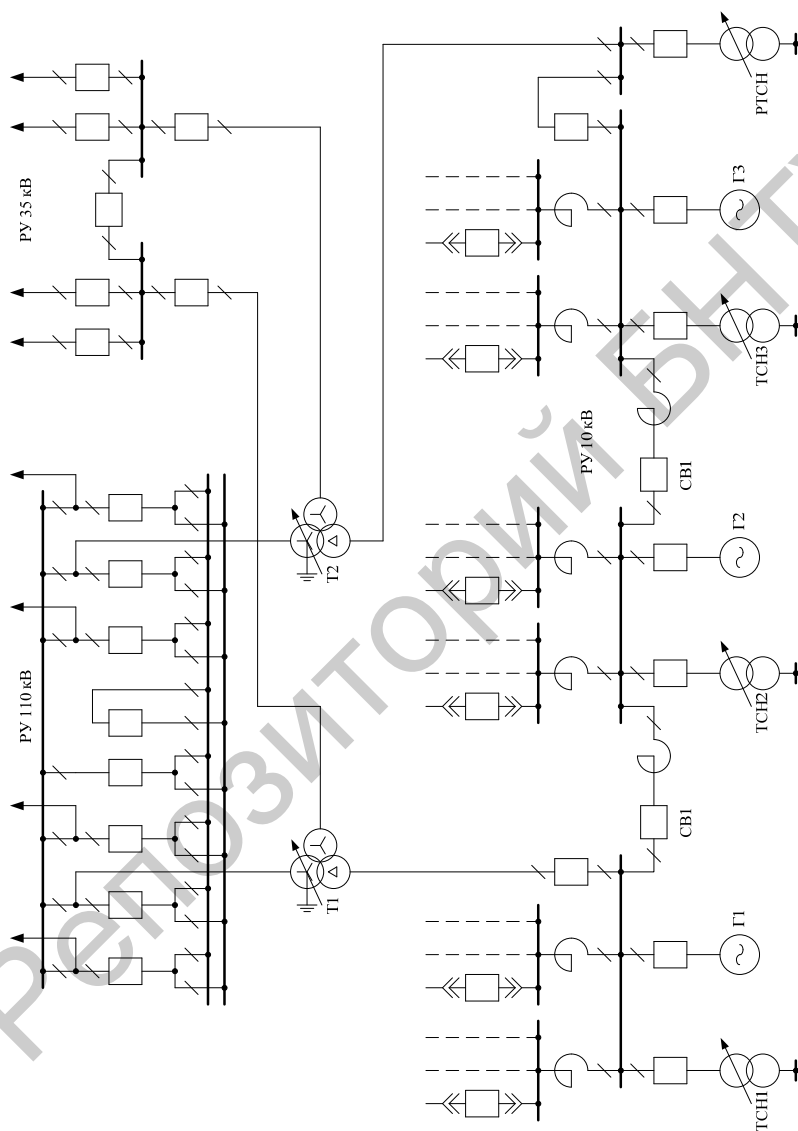 РУ 35 кВ
РУ 110 кВ
Т2
Т1
РУ 10 кВ
РТСН
Г3
ТСН3
СВ1
Г2
ТСН2
СВ1
Г1
ТСН1
Репозиторий БНТУ